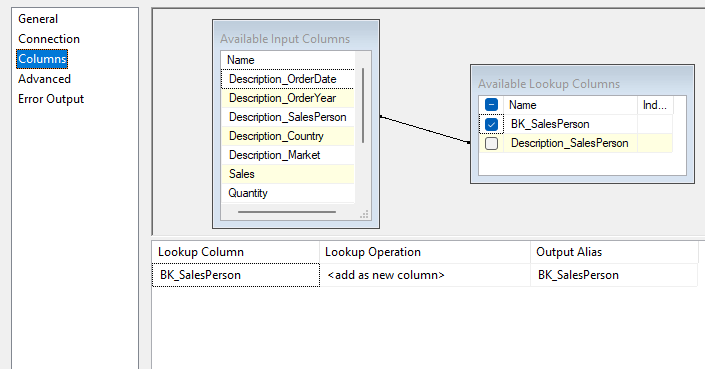 General
Connection
Columns
Advanced
Error Output
Available Input Columns
Name
Description_OrderDate
Description_OrderYear
Description_SalesPerson
Description_Country
Description_Market
Sales
Quantity
Available Lookup Columns
Name Ind...
BK_SalesPerson
Description_SalesPerson
Lookup Column Lookup Operation Output Alias
BK_SalesPerson <add as new column> BK_SalesPerson